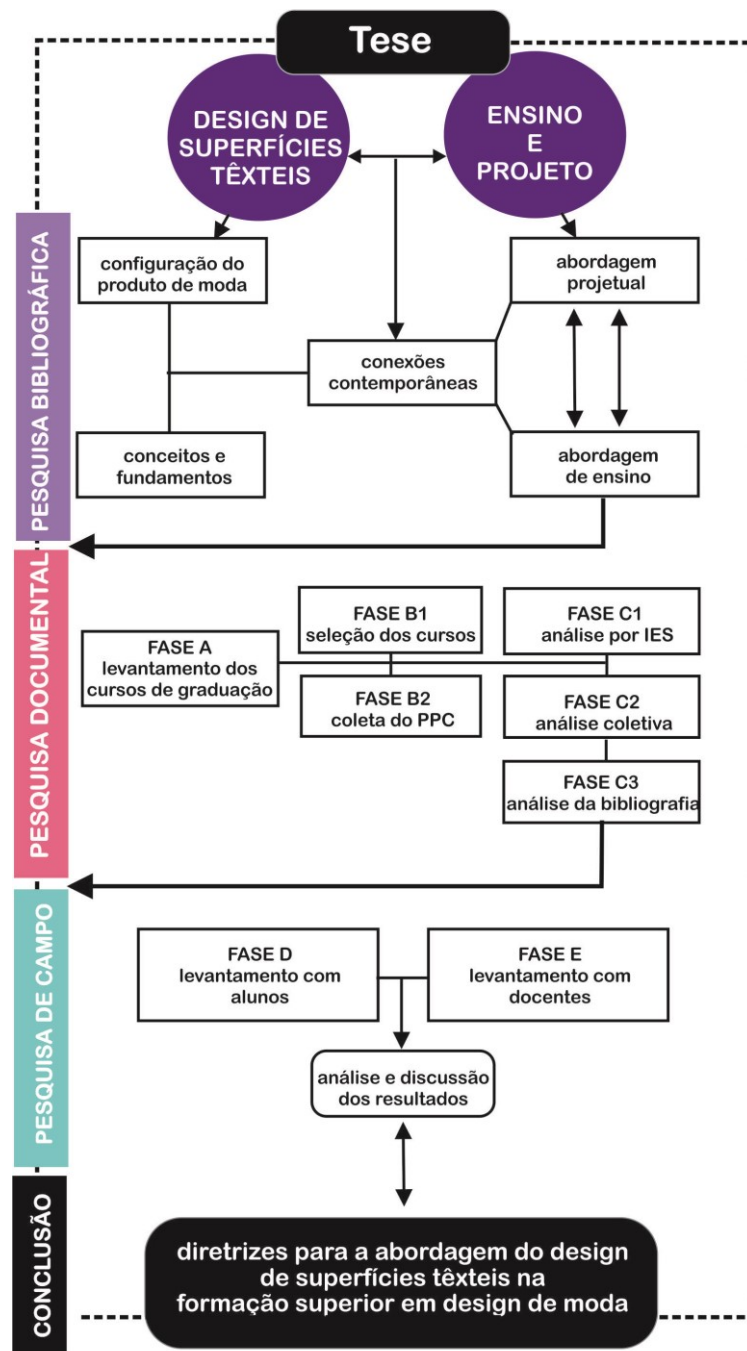 Tese
DESIGN DE
SUPERFÍCIES
TÊXTEIS
ENSINO
E
PROJETO
PESQUISA BIBLIOGRÁFICA
configuração do
produto de moda
abordagem
projetual
conexões
contemporâneas
conceitos e
fundamentos
abordagem
de ensino
PESQUISA DOCUMENTAL
FASE A
levantamento dos
cursos de graduação
FASE B1
seleção dos cursos
FASE B2
coleta do PPC
FASE C1
análise por IES
FASE C2
análise coletiva
FASE C3
análise da bibliografia
PESQUISA DE CAMPO
FASE D
levantamento com
alunos
FASE E
levantamento com
docentes
análise e discussão
dos resultados
CONCLUSÃO
diretrizes para a abordagem do design
de superfícies têxteis na
formação superior em design de moda